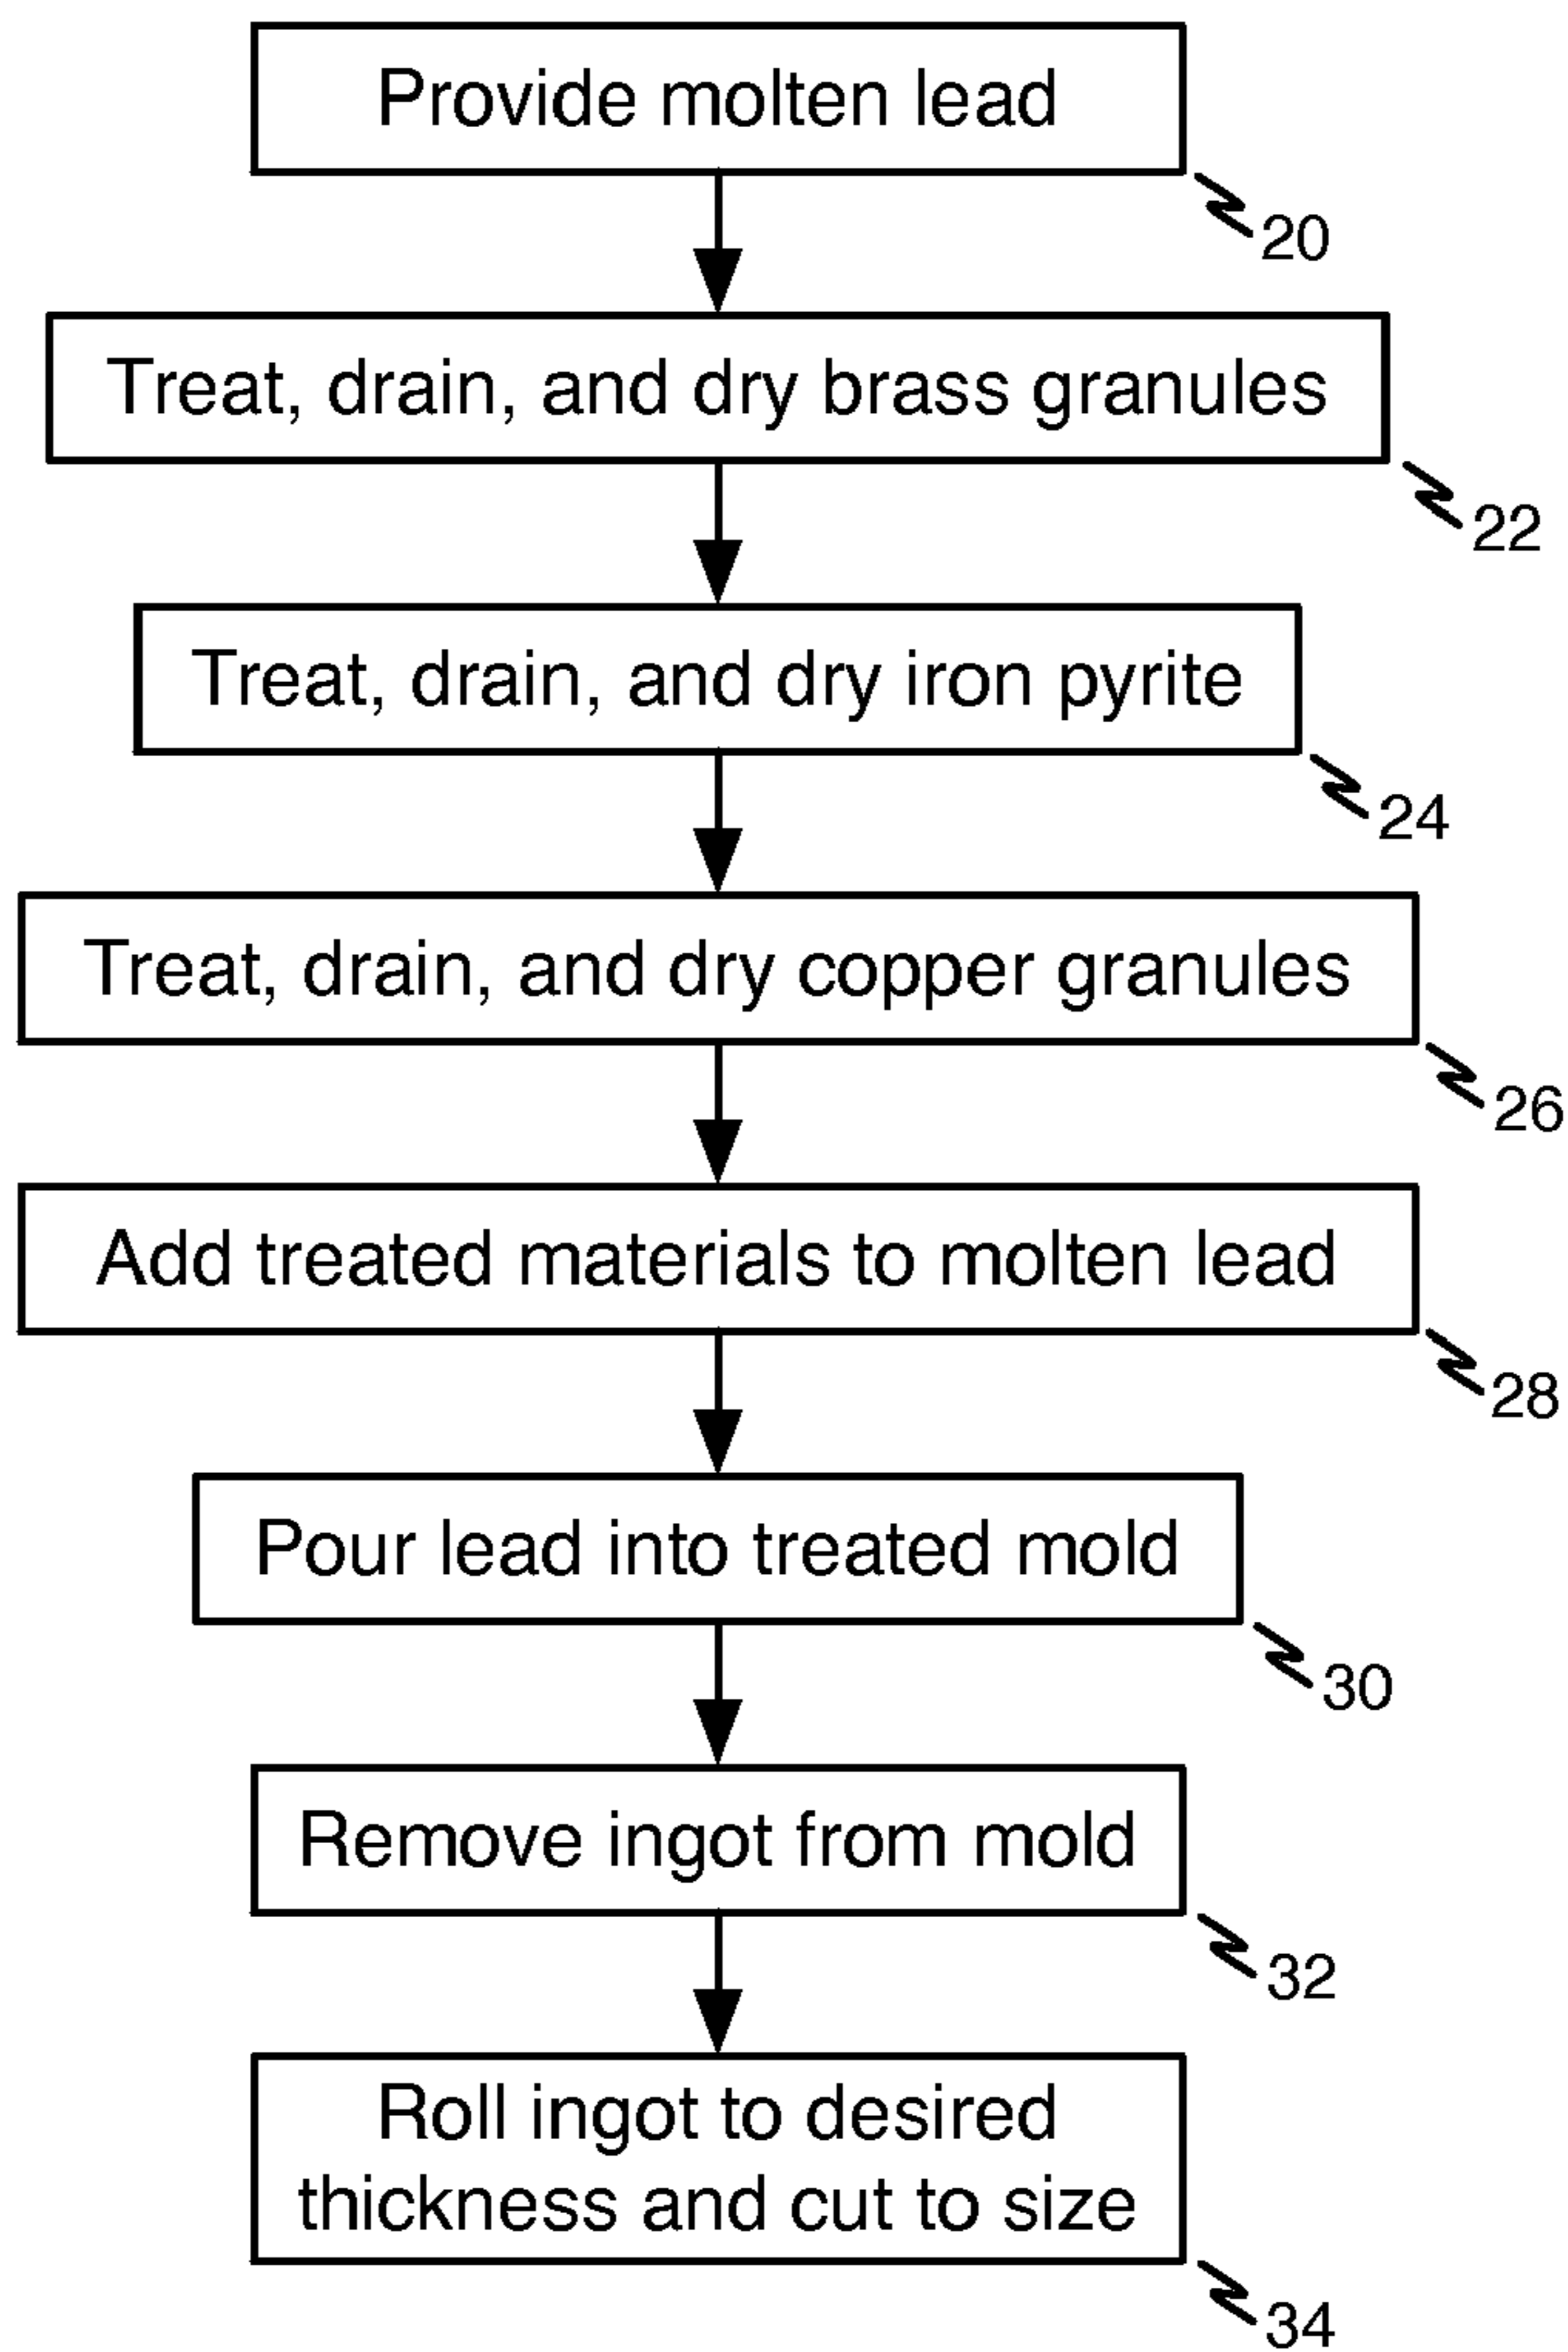 Provide molten lead
20
Treat, drain, and dry brass granules
22
Treat, drain, and dry iron pyrite
24
Treat, drain, and dry copper granules
26
Add treated materials to molten lead
28
Pour lead into treated mold
30
Remove ingot from mold
32
Roll ingot to desired
thickness and cut to size
34